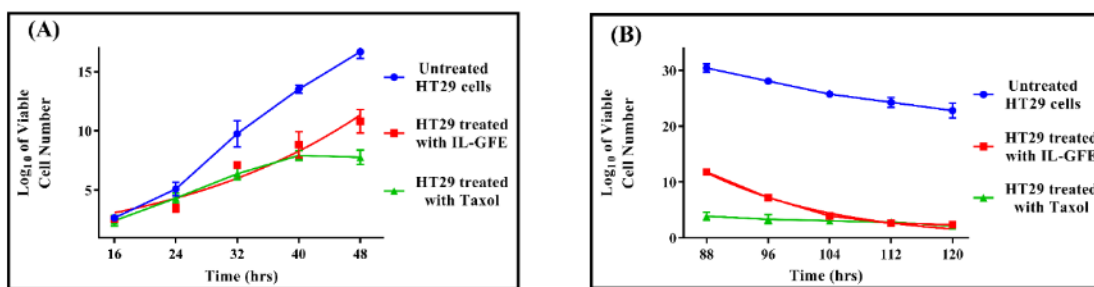 (A)
Log₁₀ of Viable
Cell Number
15
10
5
16
24
32
40
48
Time (hrs)
Untreated
HT29 cells
HT29 treated
with IL-GFE
HT29 treated
with Taxol
(B)
Log₁₀ of Viable
Cell Number
30
20
10
0
88
96
104
112
120
Time (hrs)
Untreated
HT29 cells
HT29 treated
with IL-GFE
HT29 treated
with Taxol